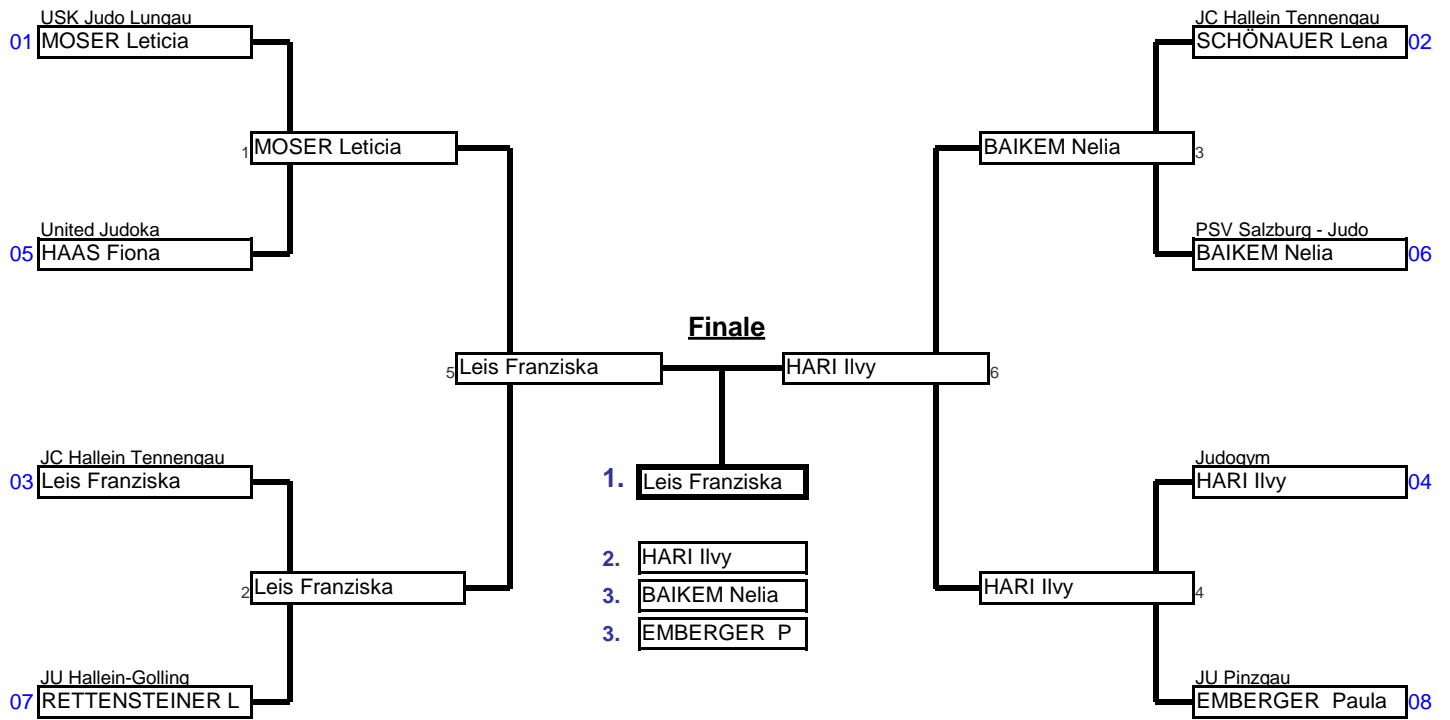 USK Judo Lungau
01 MOSER Leticia
JC Hallein Tennengau
SCHÖNAUER Lena 02
1 MOSER Leticia
BAIKEM Nelia 3
United Judoka
05 HAAS Fiona
PSV Salzburg - Judo
BAIKEM Nelia 06
Finale
5 Leis Franziska
HARI Ilvy 6
JC Hallein Tennengau
03 Leis Franziska
1. Leis Franziska
Judogym
HARI Ilvy 04
2. HARI Ilvy
2 Leis Franziska
3. BAIKEM Nelia
HARI Ilvy 4
3. EMBERGER P
JU Hallein-Golling
07 RETTENSTEINER L
JU Pinzgau
EMBERGER Paula 08